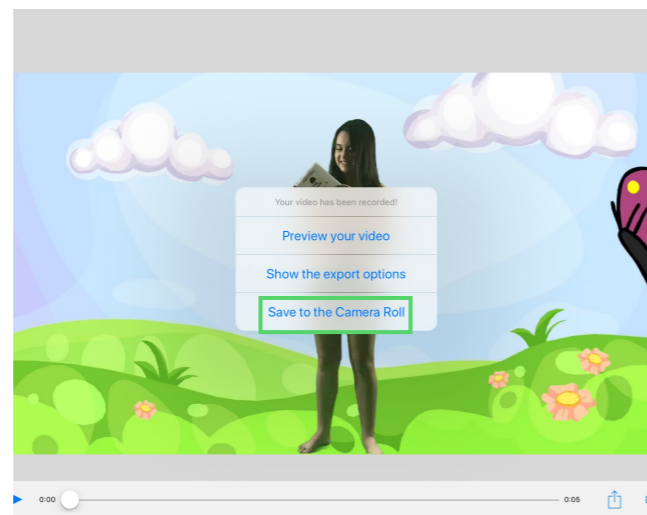 Your video has been recorded!
Preview your video
Show the export options
Save to the Camera Roll
0:00
0:05